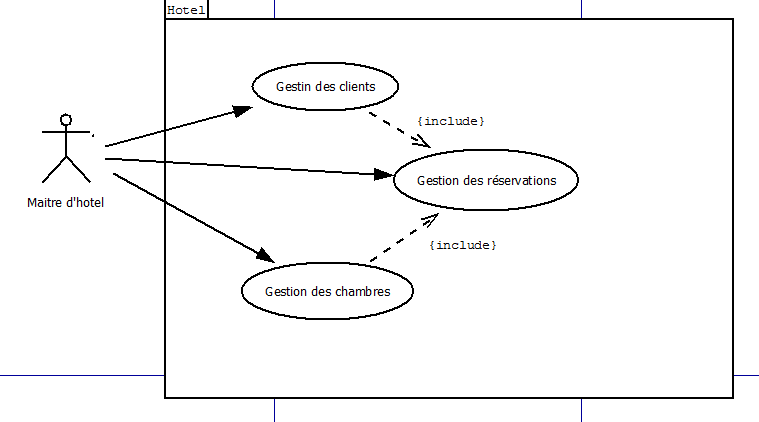 Hotel
Gestin des clients
{include}
Gestion des réservations
Maitre d'hotel
{include}
Gestion des chambres